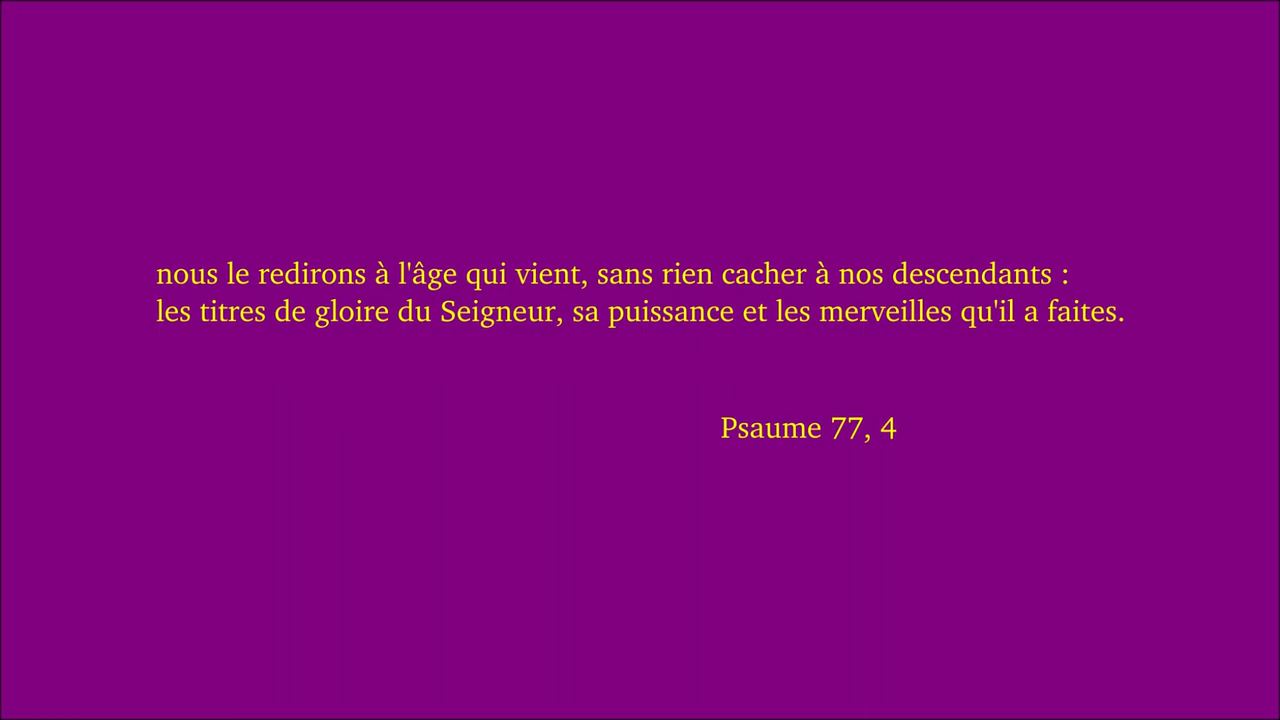 nous le redirons à l'âge qui vient, sans rien cacher à nos descendants :
les titres de gloire du Seigneur, sa puissance et les merveilles qu'il a faites.
Psaume 77, 4